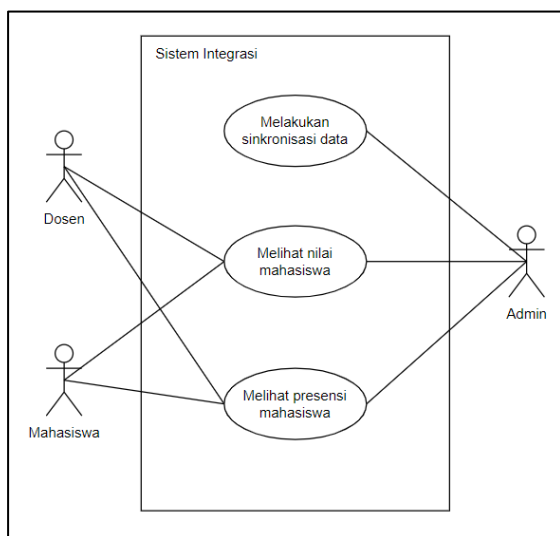 Sistem Integrasi
Melakukan
sinkronisasi data
Dosen
Melihat nilai
mahasiswa
Admin
Melihat presensi
mahasiswa
Mahasiswa